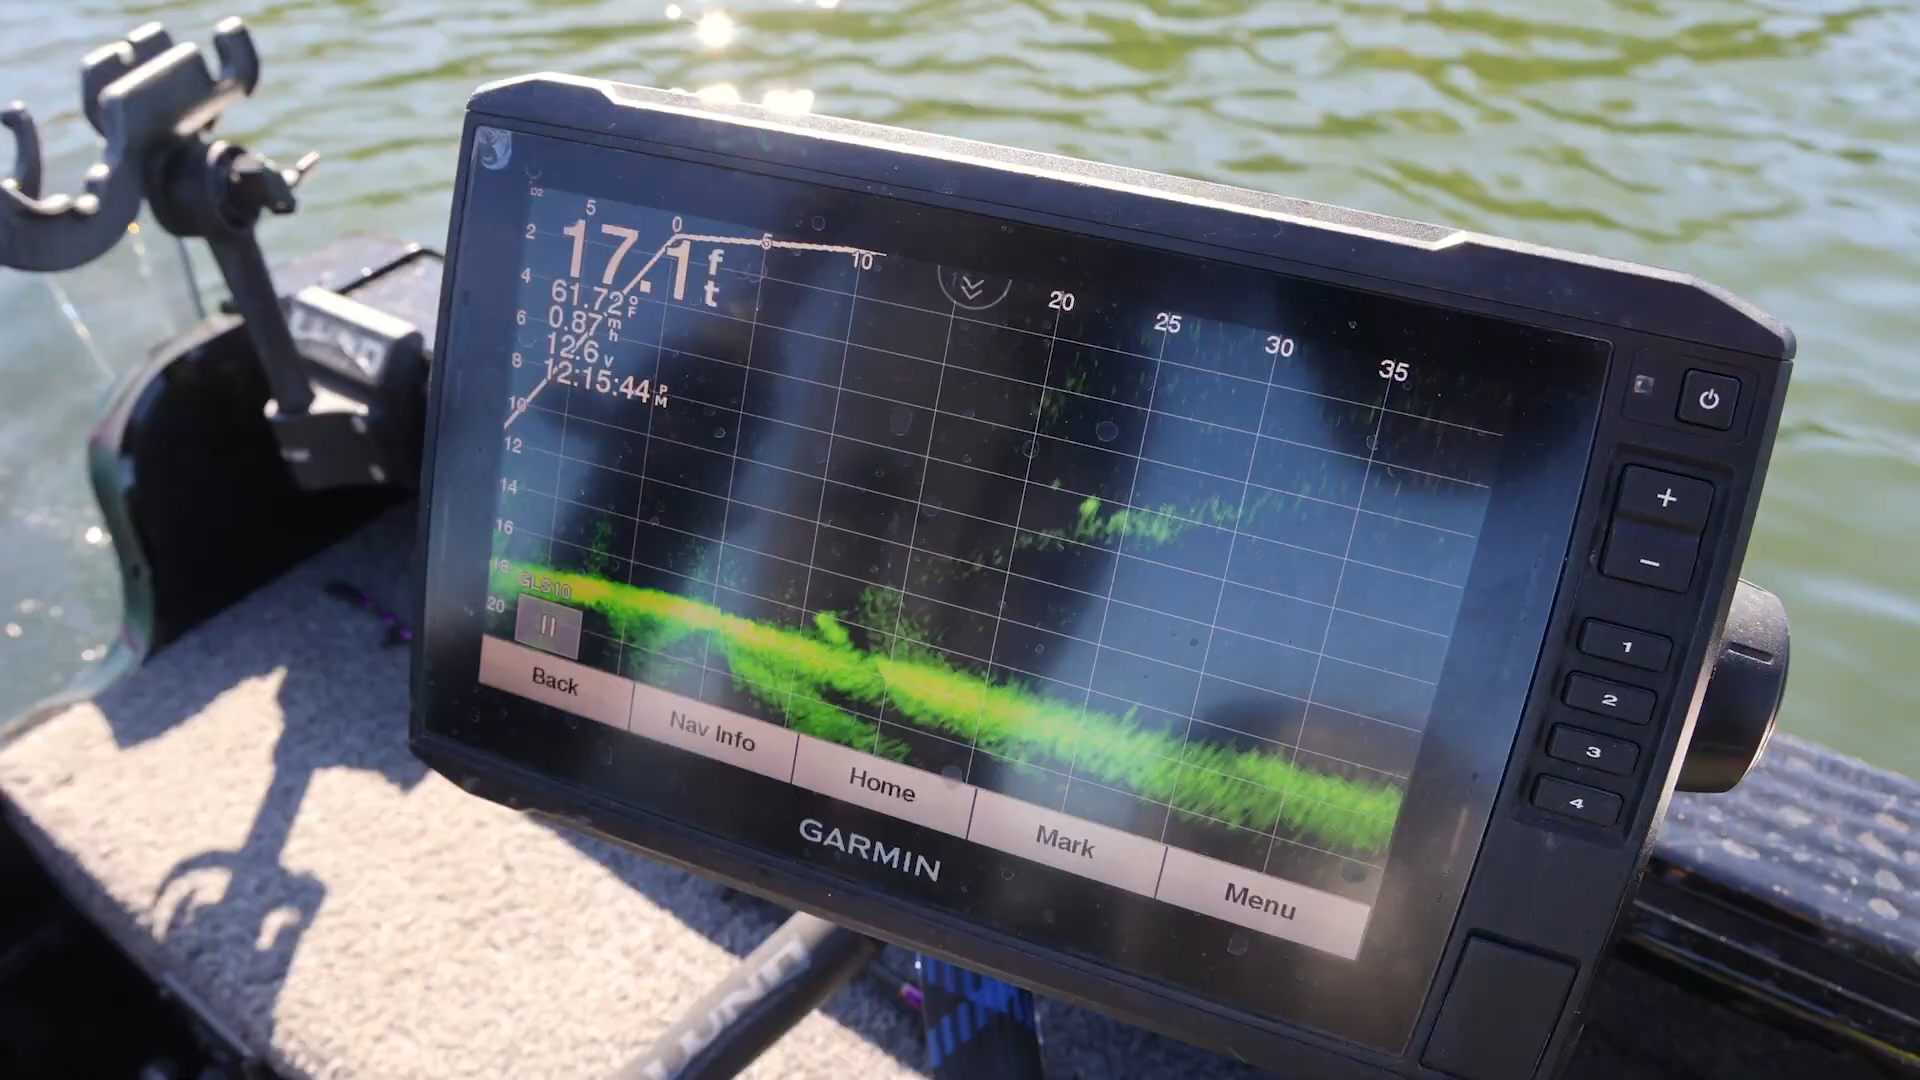 5 0 5 10 20 25 30 35
17.1 ft
61.72 °F
0.87 mh
12.6 v
12:15:44 PM
2
4
6
8
10
12
14
16
18
20
GLS10
Back Nav Info Home Mark Menu
GARMIN
+
−
1
2
3
4